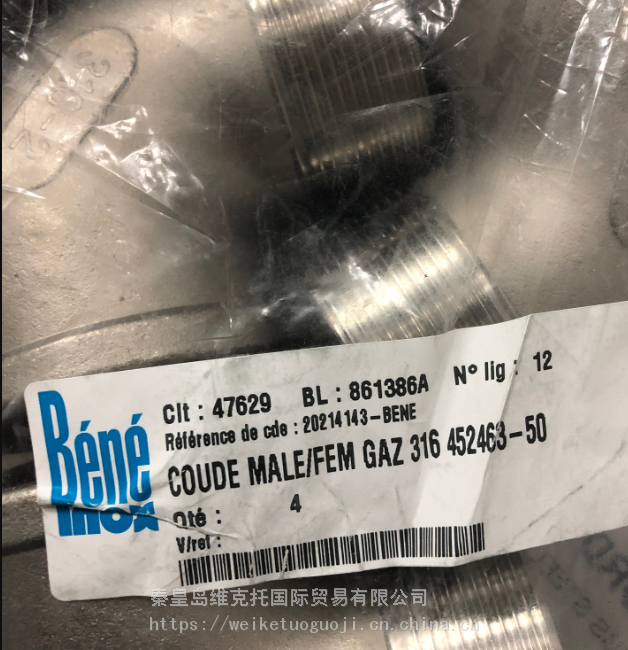 Béné
inox
Clt : 47629 BL : 861386A N° lig : 12
Référence de cde : 20214143-BENE
COUDE MALE/FEM GAZ 316 452463-50
Qté : 4
V/ref :
秦皇岛维克托国际贸易有限公司
https://weiketuoguoji.cn.china.cn